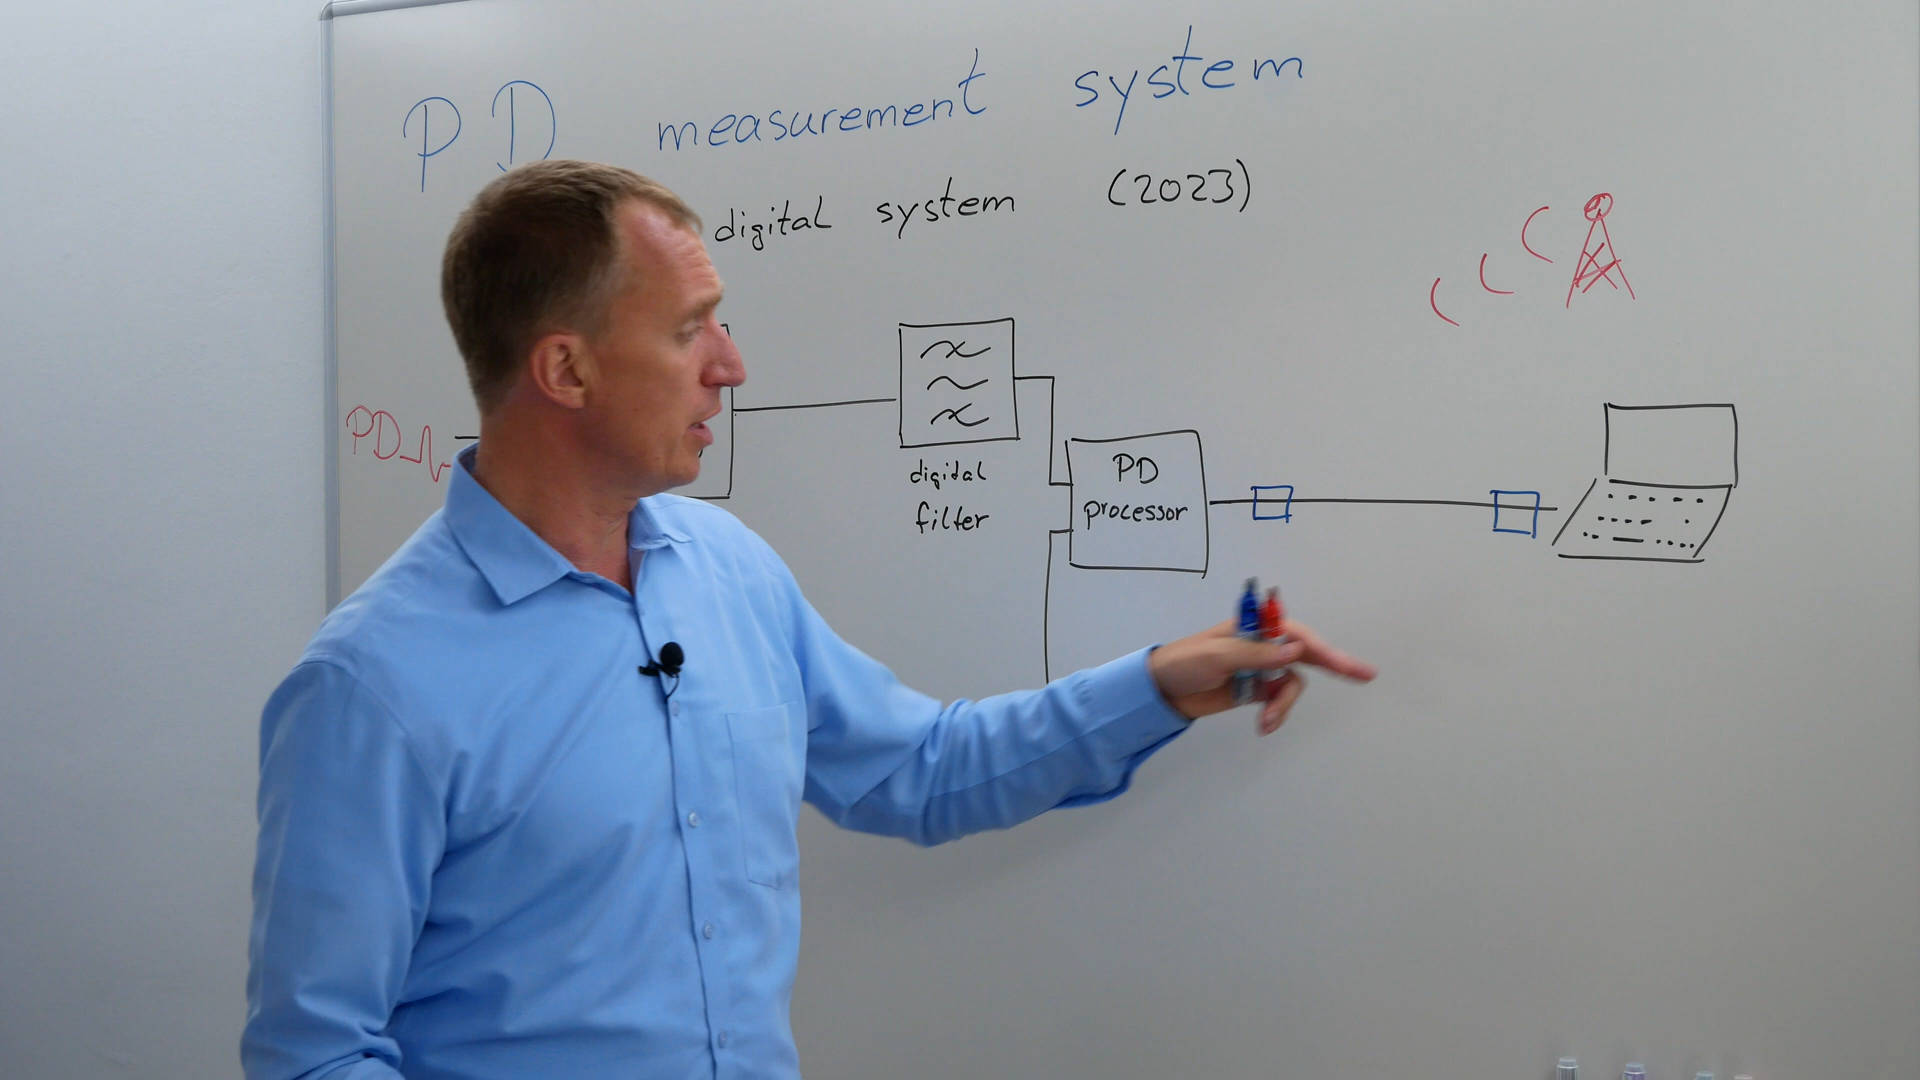 PD measurement system
digital system (2023)
PD
digital
filter
PD
processor